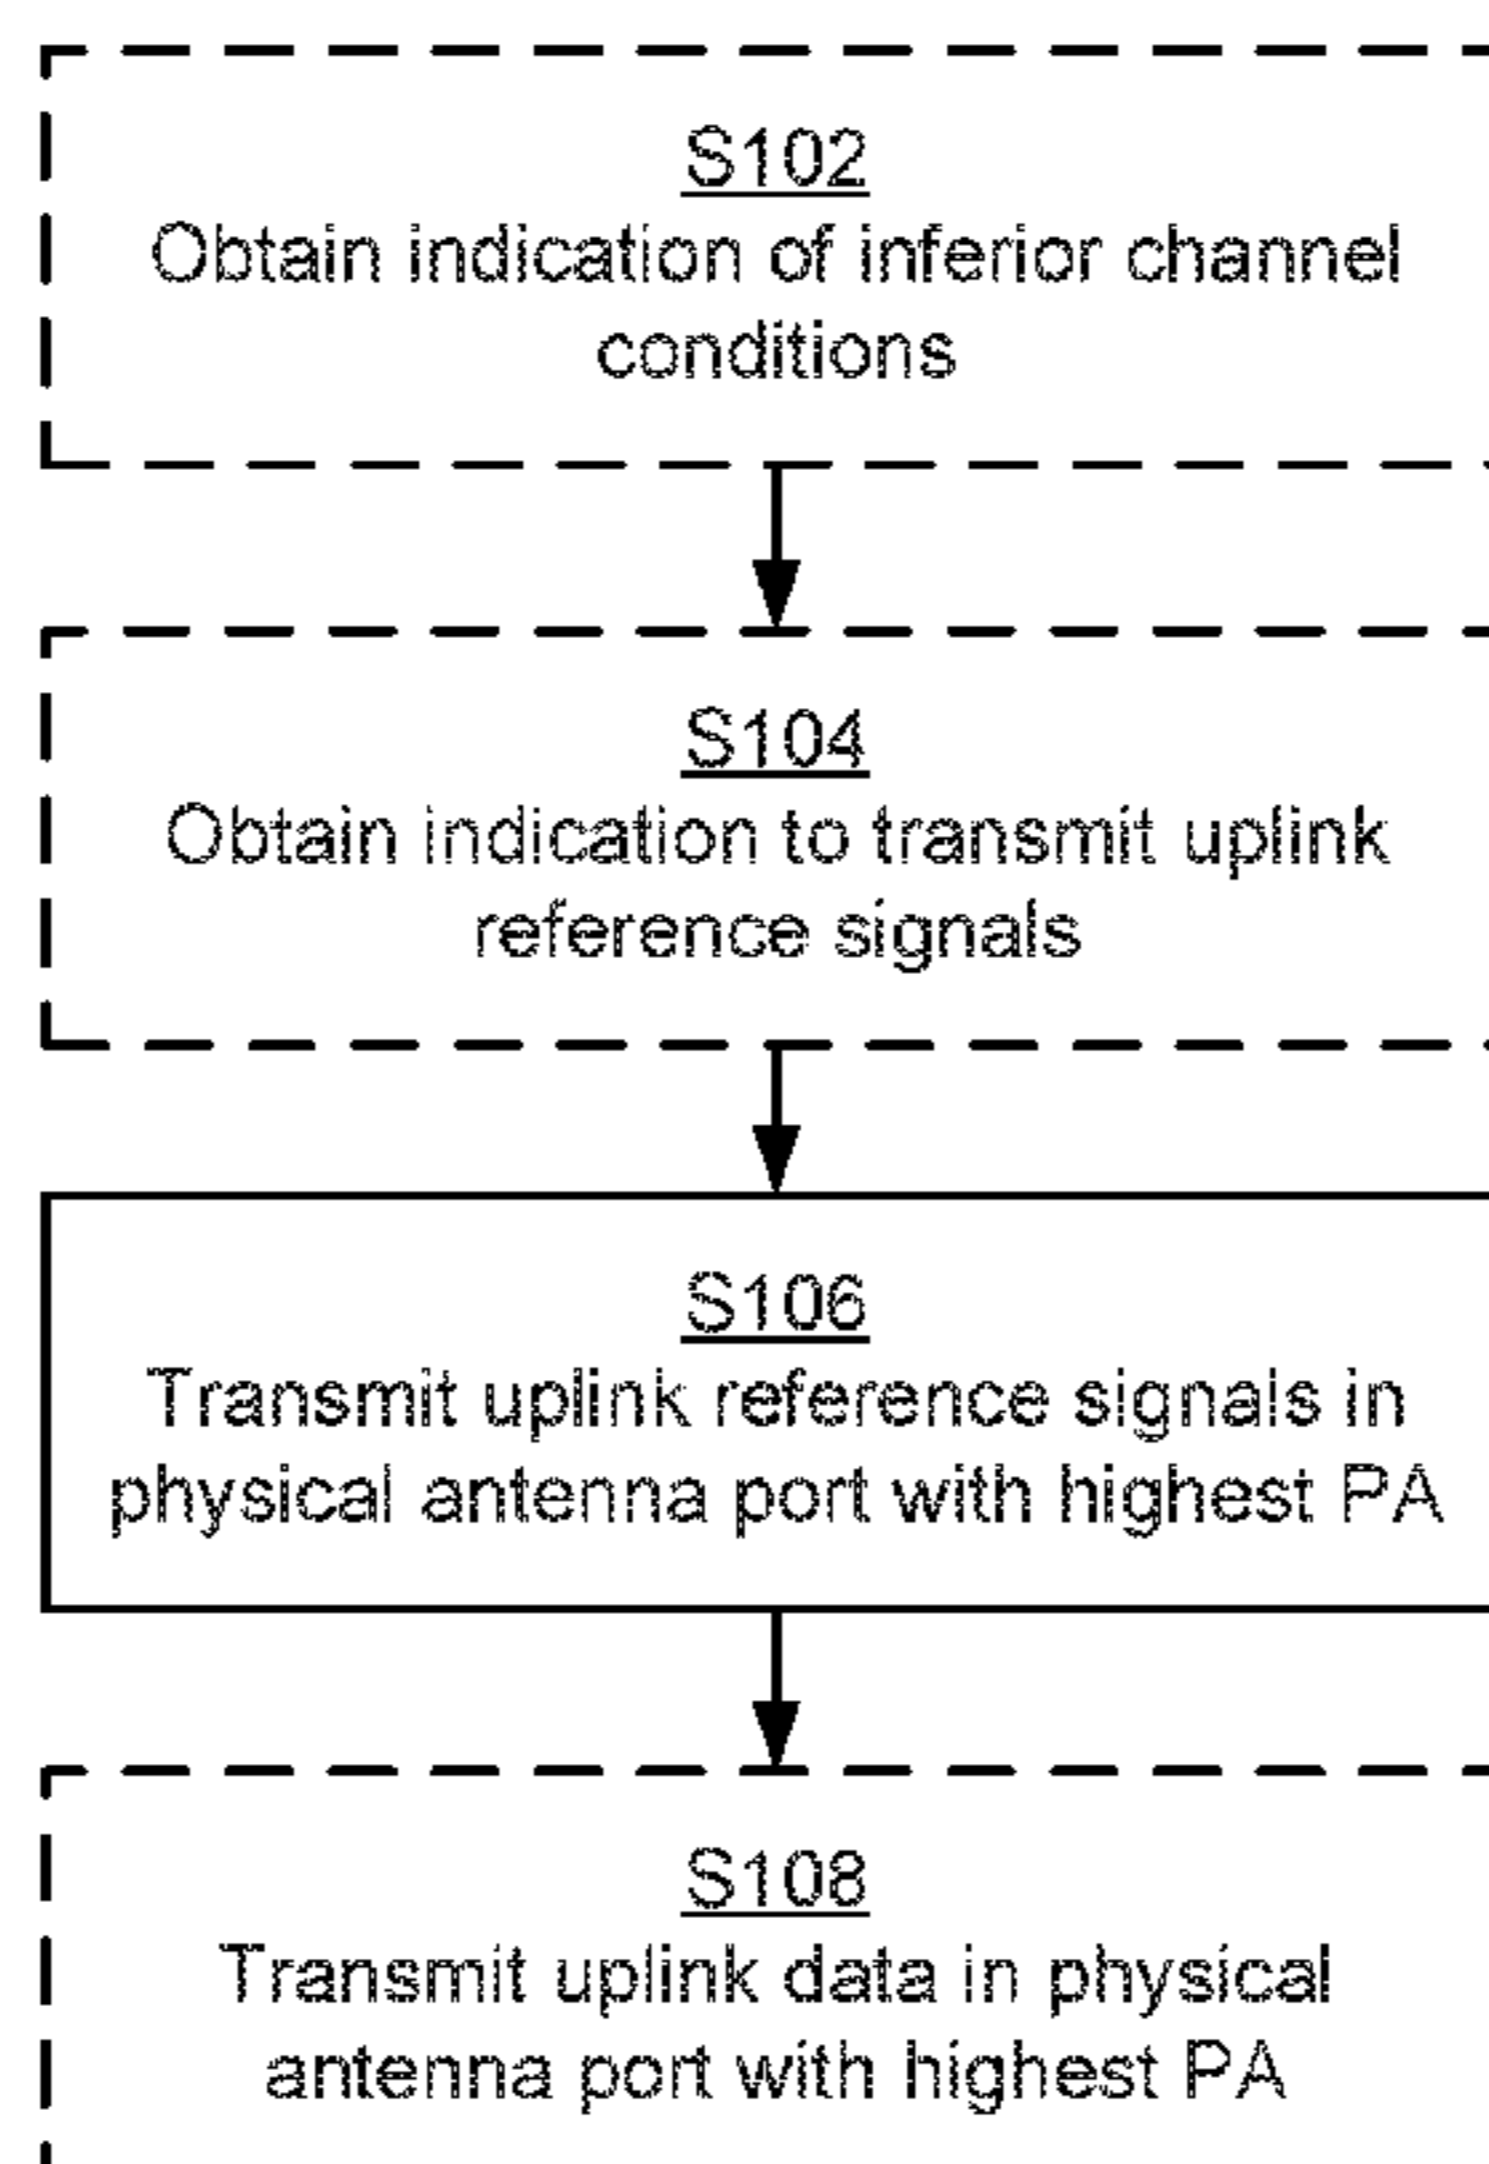 S102
Obtain indication of inferior channel
conditions
S104
Obtain indication to transmit uplink
reference signals
S106
Transmit uplink reference signals in
physical antenna port with highest PA
S108
Transmit uplink data in physical
antenna port with highest PA